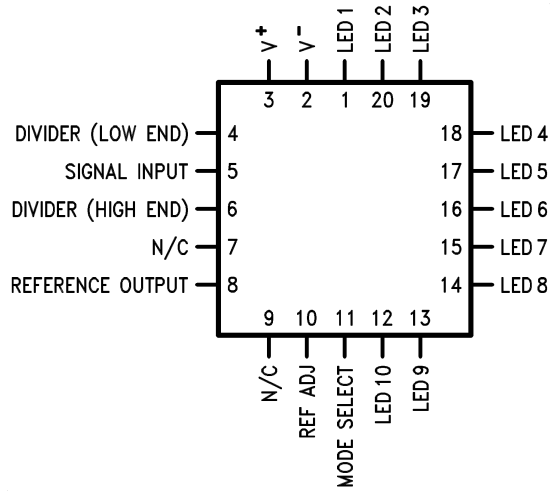 V+ V- LED 1 LED 2 LED 3
3 2 1 20 19
DIVIDER (LOW END) 4 18 LED 4
SIGNAL INPUT 5 17 LED 5
DIVIDER (HIGH END) 6 16 LED 6
N/C 7 15 LED 7
REFERENCE OUTPUT 8 14 LED 8
9 10 11 12 13
N/C REF ADJ MODE SELECT LED 10 LED 9